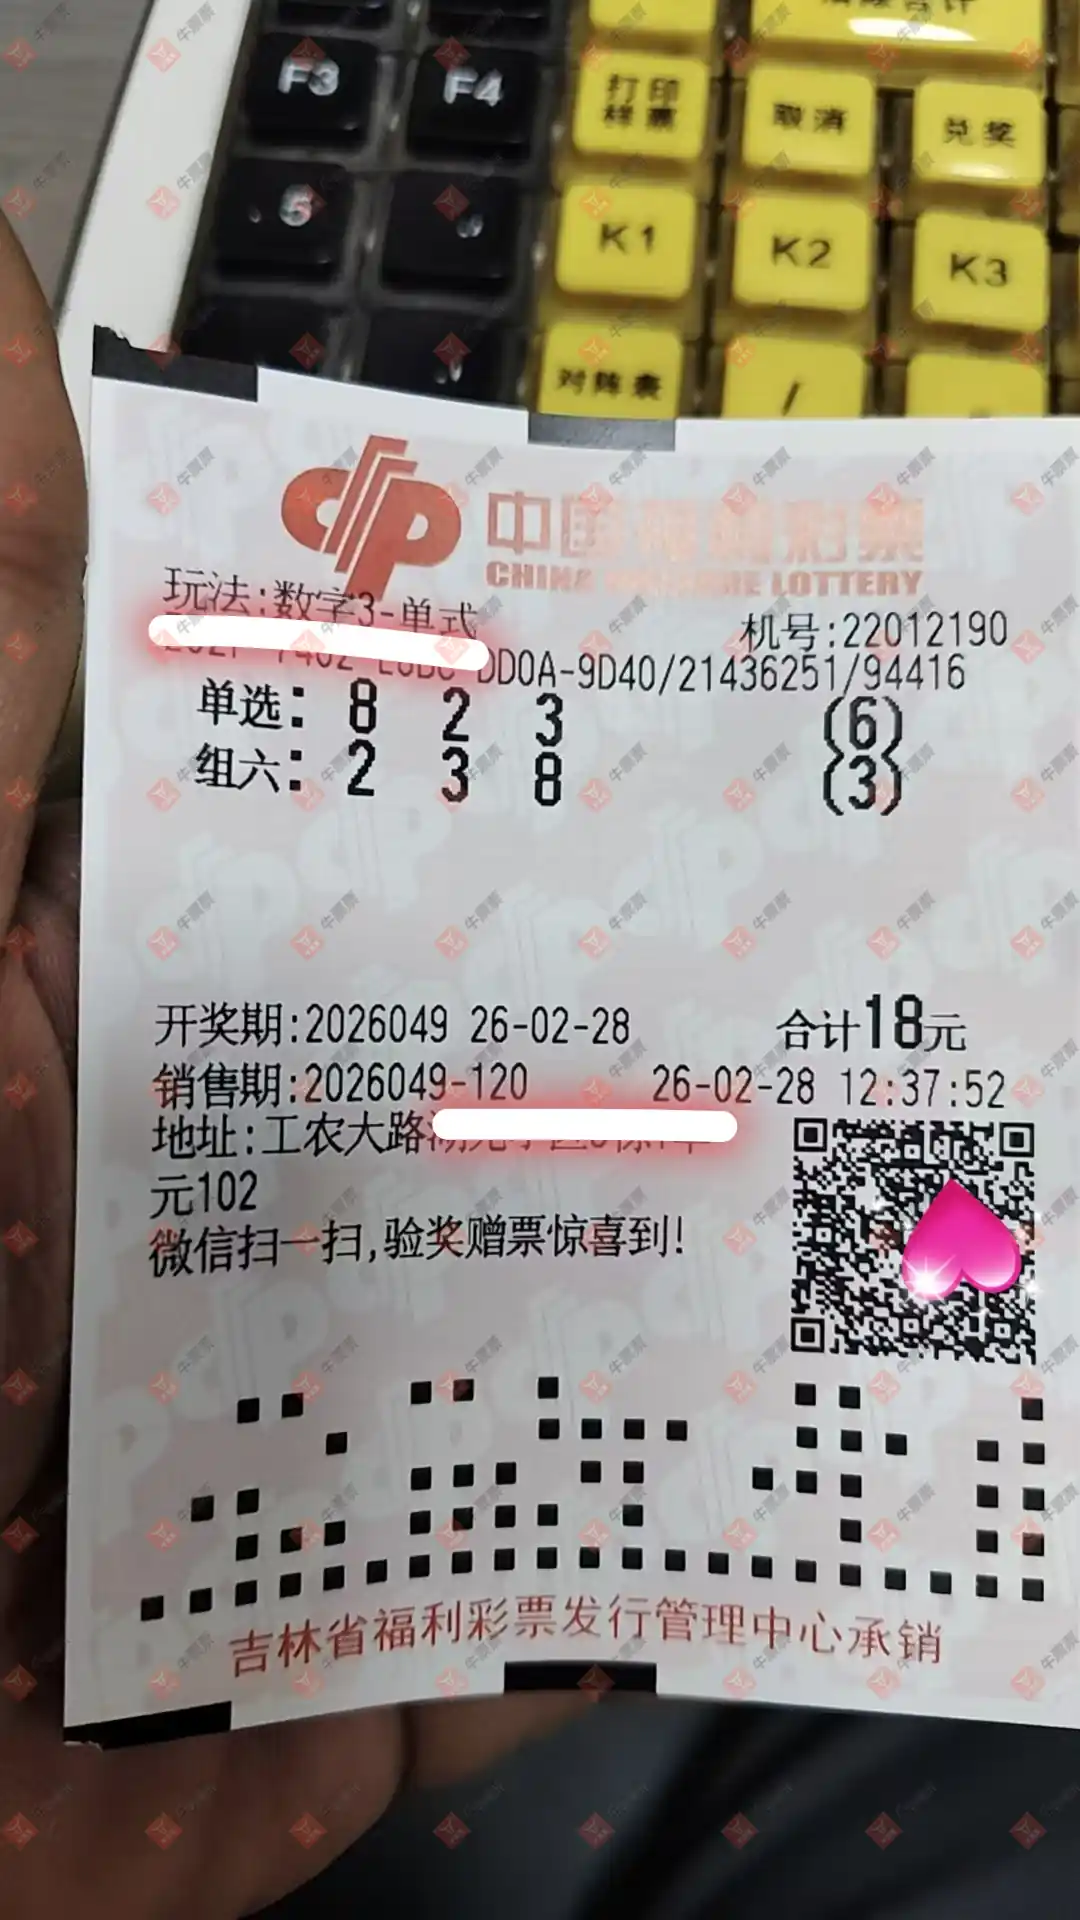 F3 F4 打印样票 取消 兑奖
K1 K2 K3
对阵表 /
中国福利彩票
CHINA WELFARE LOTTERY
玩法:数字3-单式
机号:22012190
DD0A-9D40/21436251/94416
单选: 8 2 3 (6)
组六: 2 3 8 (3)
开奖期:2026049 26-02-28 合计18元
销售期:2026049-120 26-02-28 12:37:52
地址:工农大路
元102
微信扫一扫,验奖赠票惊喜到!
吉林省福利彩票发行管理中心承销
牛票票